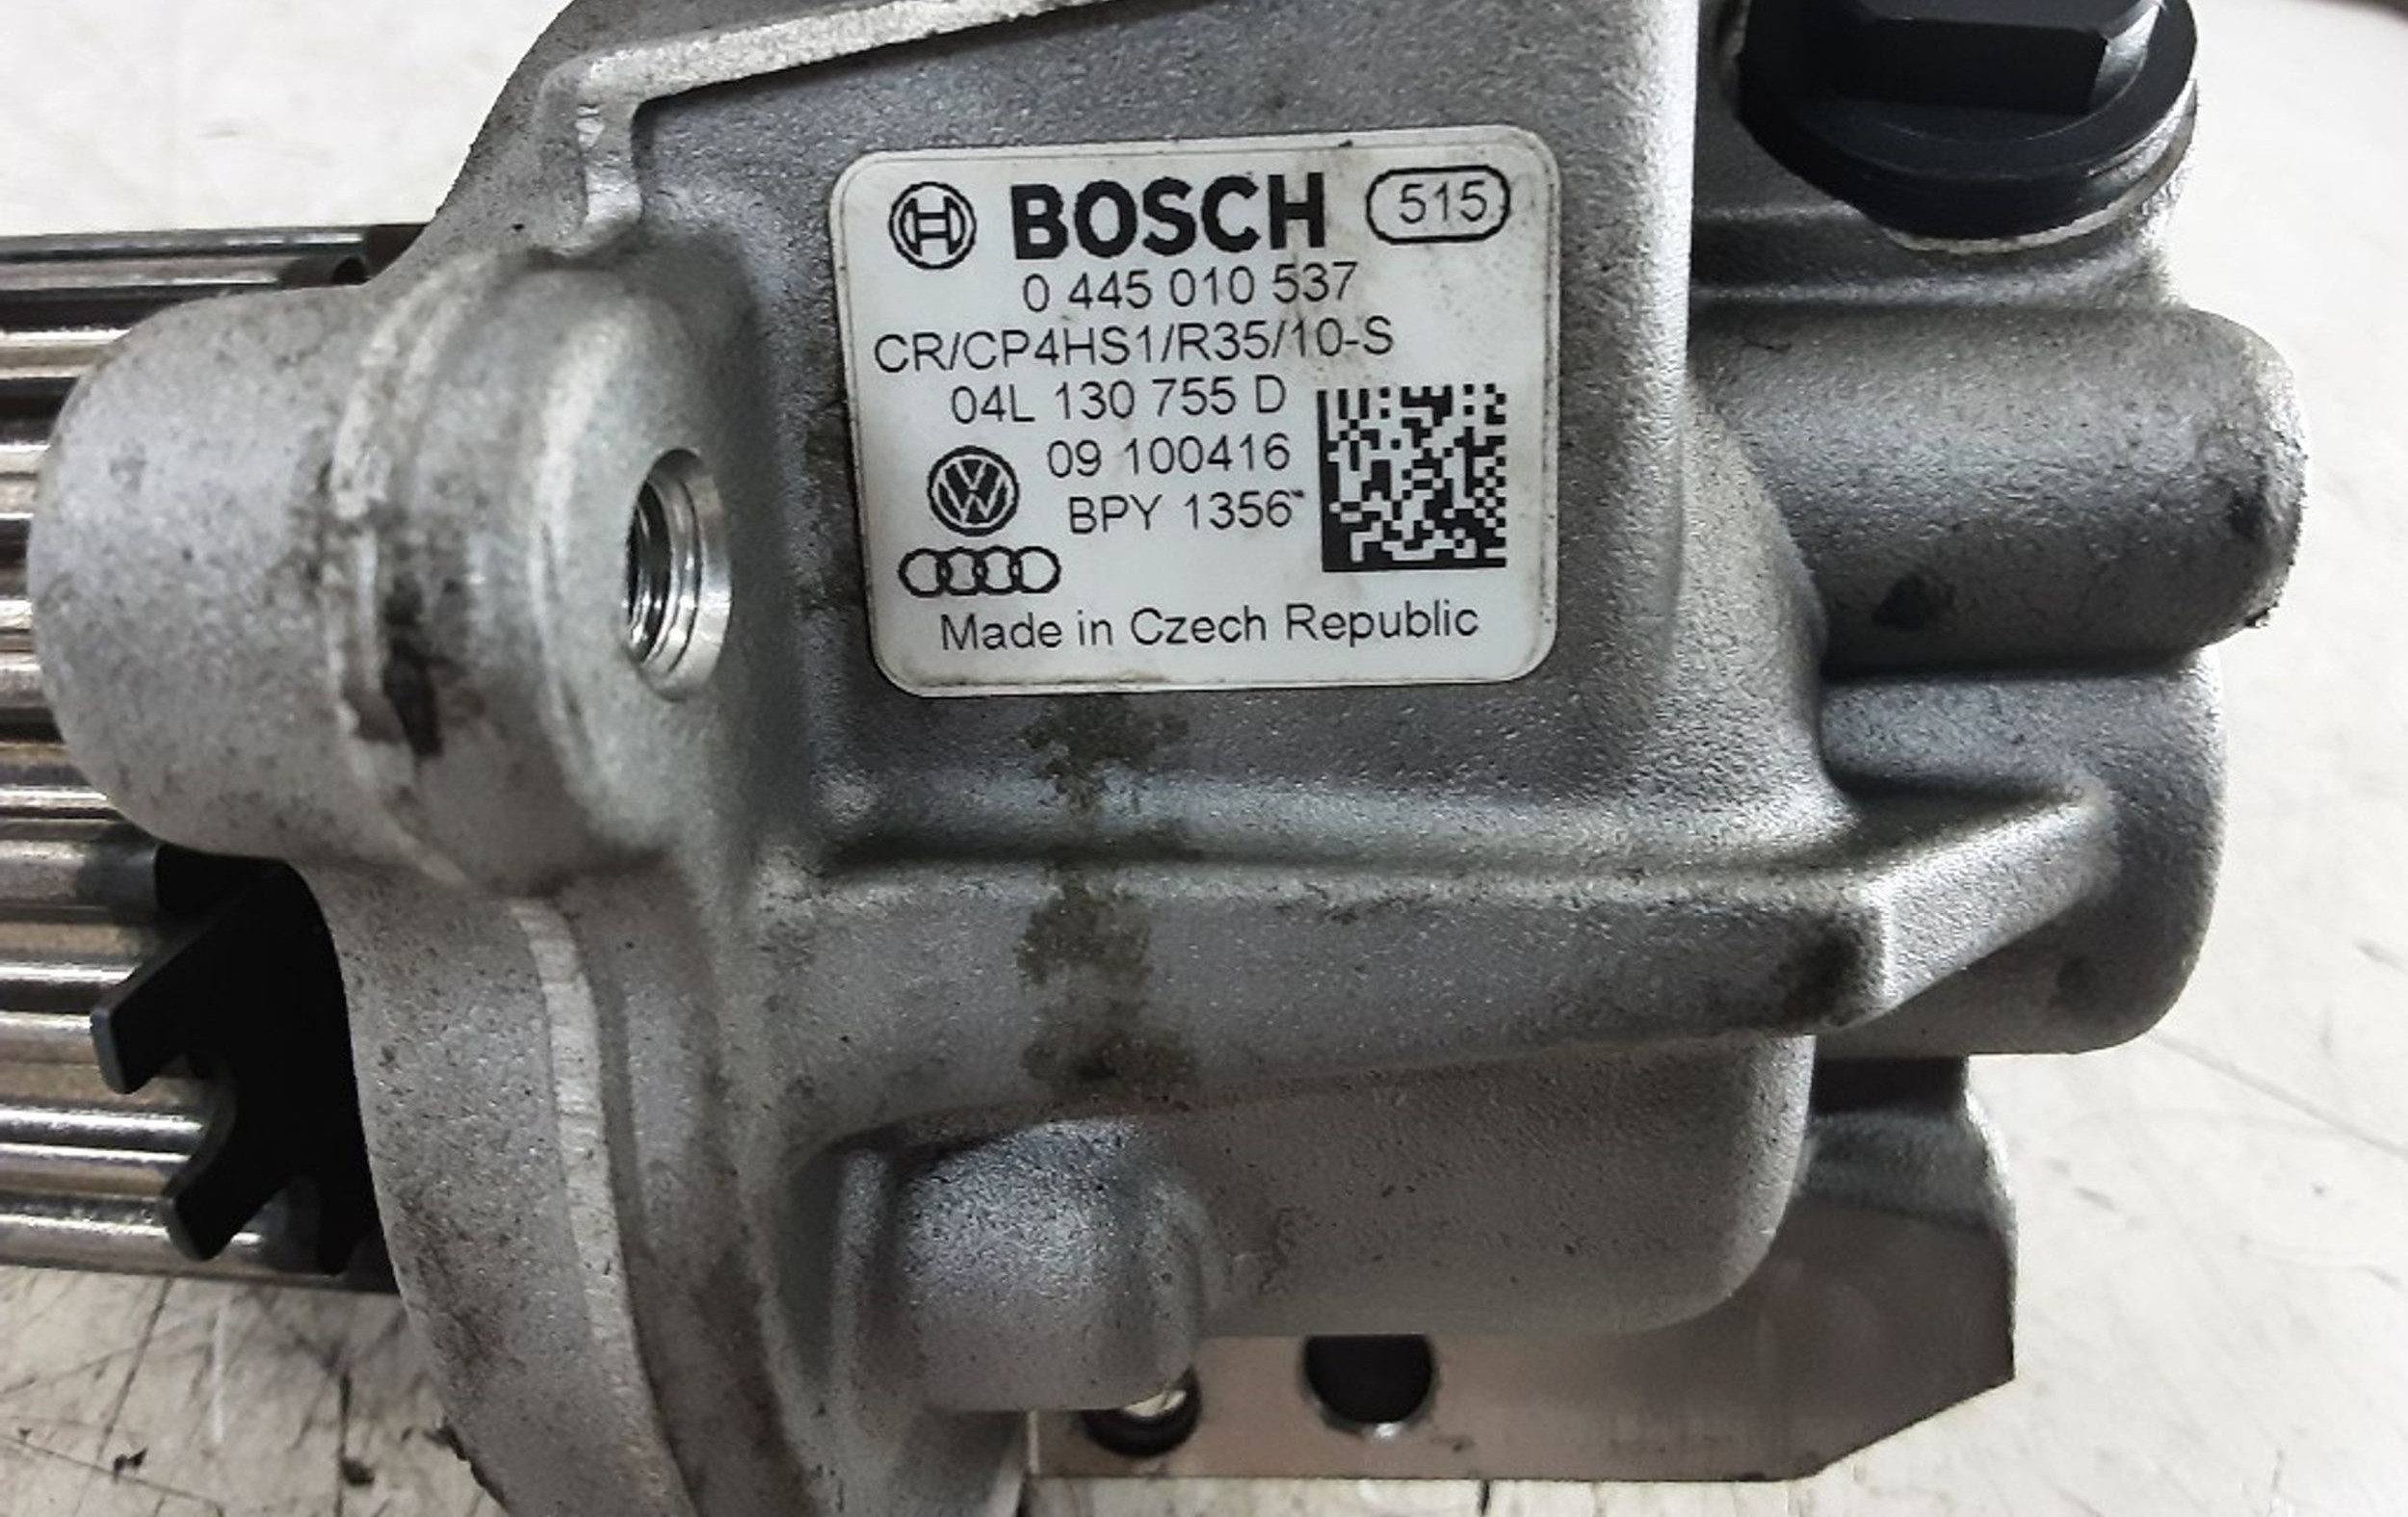 BOSCH 515
0 445 010 537
CR/CP4HS1/R35/10-S
04L 130 755 D
09 100416
BPY 1356
Made in Czech Republic